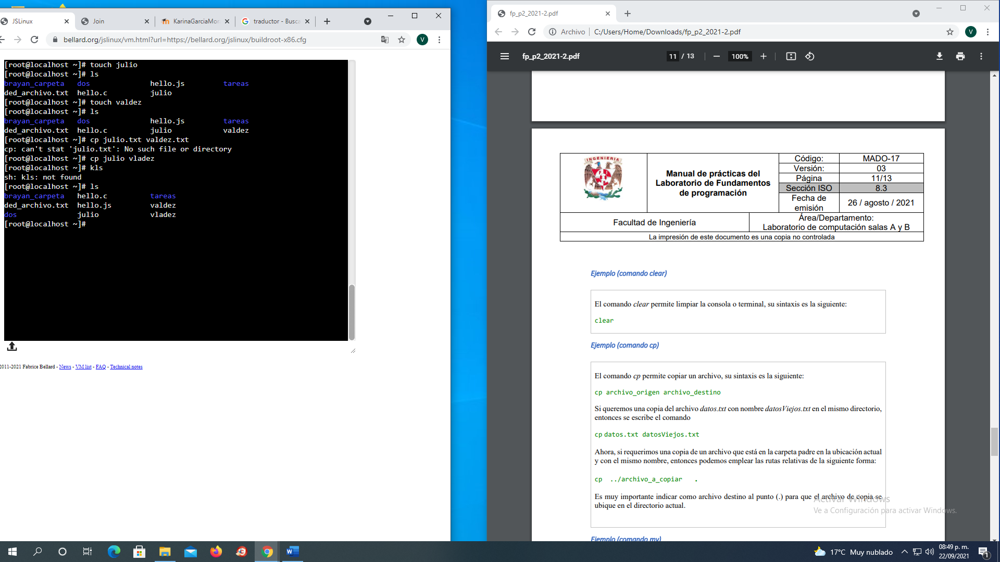 JSLinux
Join
KarinaGarciaMor
traductor - Busca
bellard.org/jslinux/vm.html?url=https://bellard.org/jslinux/buildroot-x86.cfg
V
[root@localhost ~]# touch julio
[root@localhost ~]# ls
brayan_carpeta dos hello.js tareas
ded_archivo.txt hello.c julio
[root@localhost ~]# touch valdez
[root@localhost ~]# ls
brayan_carpeta dos hello.js tareas
ded_archivo.txt hello.c julio valdez
[root@localhost ~]# cp julio.txt valdez.txt
cp: can't stat 'julio.txt': No such file or directory
[root@localhost ~]# cp julio vladez
[root@localhost ~]# kls
sh: kls: not found
[root@localhost ~]# ls
brayan_carpeta hello.c tareas
ded_archivo.txt hello.js valdez
dos julio vladez
[root@localhost ~]#
2011-2021 Fabrice Bellard - News - VM list - FAQ - Technical notes
fp_p2_2021-2.pdf
Archivo C:/Users/Home/Downloads/fp_p2_2021-2.pdf
V
fp_p2_2021-2.pdf
11 / 13
100%
INGENIERIA
Manual de prácticas del
Laboratorio de Fundamentos
de programación
Código: MADO-17
Versión: 03
Página 11/13
Sección ISO 8.3
Fecha de
emisión
26 / agosto / 2021
Facultad de Ingeniería
Área/Departamento:
Laboratorio de computación salas A y B
La impresión de este documento es una copia no controlada
Ejemplo (comando clear)
El comando clear permite limpiar la consola o terminal, su sintaxis es la siguiente:
clear
Ejemplo (comando cp)
El comando cp permite copiar un archivo, su sintaxis es la siguiente:
cp archivo_origen archivo_destino
Si queremos una copia del archivo datos.txt con nombre datosViejos.txt en el mismo directorio,
entonces se escribe el comando
cp datos.txt datosViejos.txt
Ahora, si requerimos una copia de un archivo que está en la carpeta padre en la ubicación actual
y con el mismo nombre, entonces podemos emplear las rutas relativas de la siguiente forma:
cp ../archivo_a_copiar .
Es muy importante indicar como archivo destino al punto (.) para que el archivo de copia se
ubique en el directorio actual.
Ejemplo (comando mv)
Activar Windows
Ve a Configuración para activar Windows.
17°C Muy nublado
08:49 p. m.
22/09/2021
1